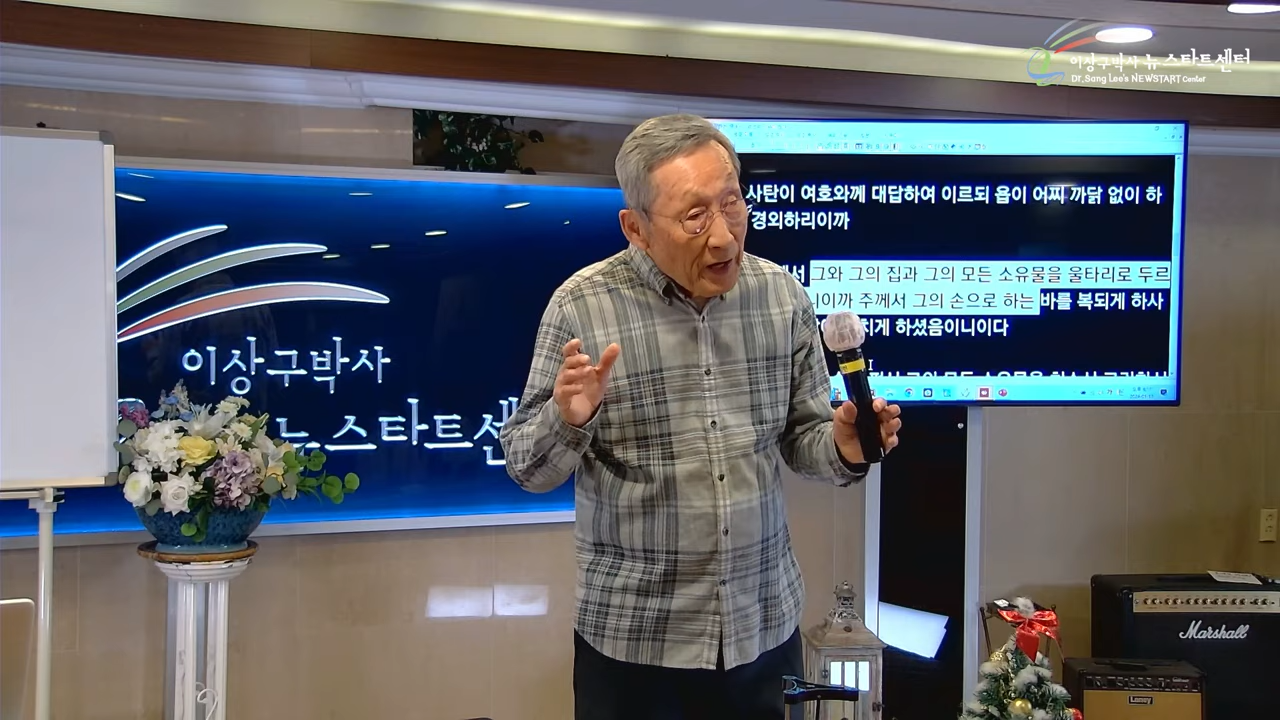 이상구박사 뉴스타트센터
Dr. Sang Lee's NEWSTART Center
사탄이 여호와께 대답하여 이르되 욥이 어찌 까닭 없이 하
경외하리이까
서 그와 그의 집과 그의 모든 소유물을 울타리로 두르
니이까 주께서 그의 손으로 하는 바를 복되게 하사
치게 하셨음이니이다
이상구박사
뉴스타트센
Marshall
Laney